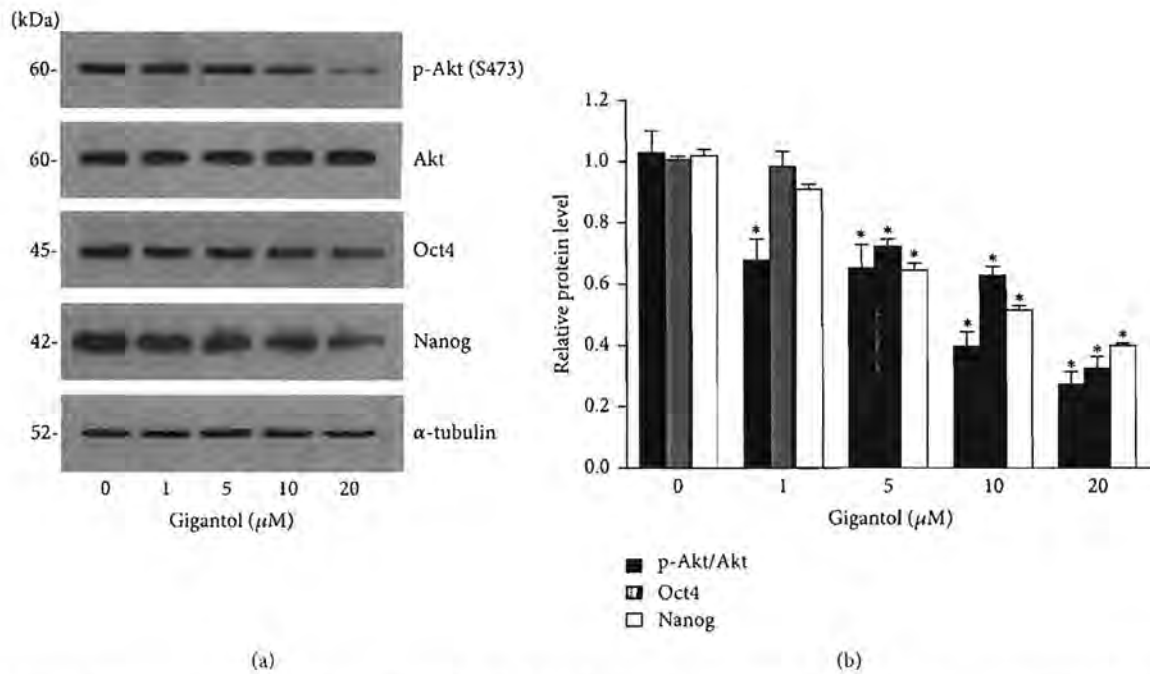 (kDa)
60- p-Akt (S473)
60- Akt
45- Oct4
42- Nanog
52- α-tubulin
0 1 5 10 20
Gigantol (μM)
(a)
Relative protein level
1.2
1.0
0.8
0.6
0.4
0.2
0.0
* * * * * * * * * *
0 1 5 10 20
Gigantol (μM)
p-Akt/Akt
Oct4
Nanog
(b)